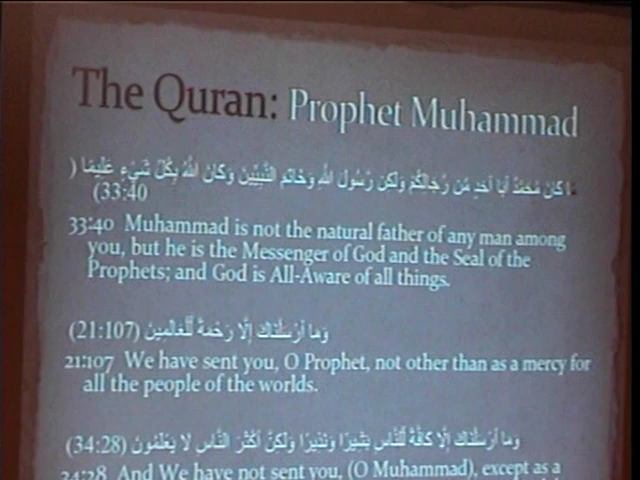 The Quran: Prophet Muhammad
مَا كَانَ مُحَمَّدٌ أَبَا أَحَدٍ مِّن رِّجَالِكُمْ وَلَكِن رَّسُولَ اللَّهِ وَخَاتَمَ النَّبِيِّينَ وَكَانَ اللَّهُ بِكُلِّ شَيْءٍ عَلِيمًا (
(33:40
33:40 Muhammad is not the natural father of any man among
you, but he is the Messenger of God and the Seal of the
Prophets; and God is All-Aware of all things.
وَمَا أَرْسَلْنَاكَ إِلَّا رَحْمَةً لِّلْعَالَمِينَ (21:107)
21:107 We have sent you, O Prophet, not other than as a mercy for
all the people of the worlds.
وَمَا أَرْسَلْنَاكَ إِلَّا كَافَّةً لِّلنَّاسِ بَشِيرًا وَنَذِيرًا وَلَكِنَّ أَكْثَرَ النَّاسِ لَا يَعْلَمُونَ (34:28)
34:28 And We have not sent you, (O Muhammad), except as a